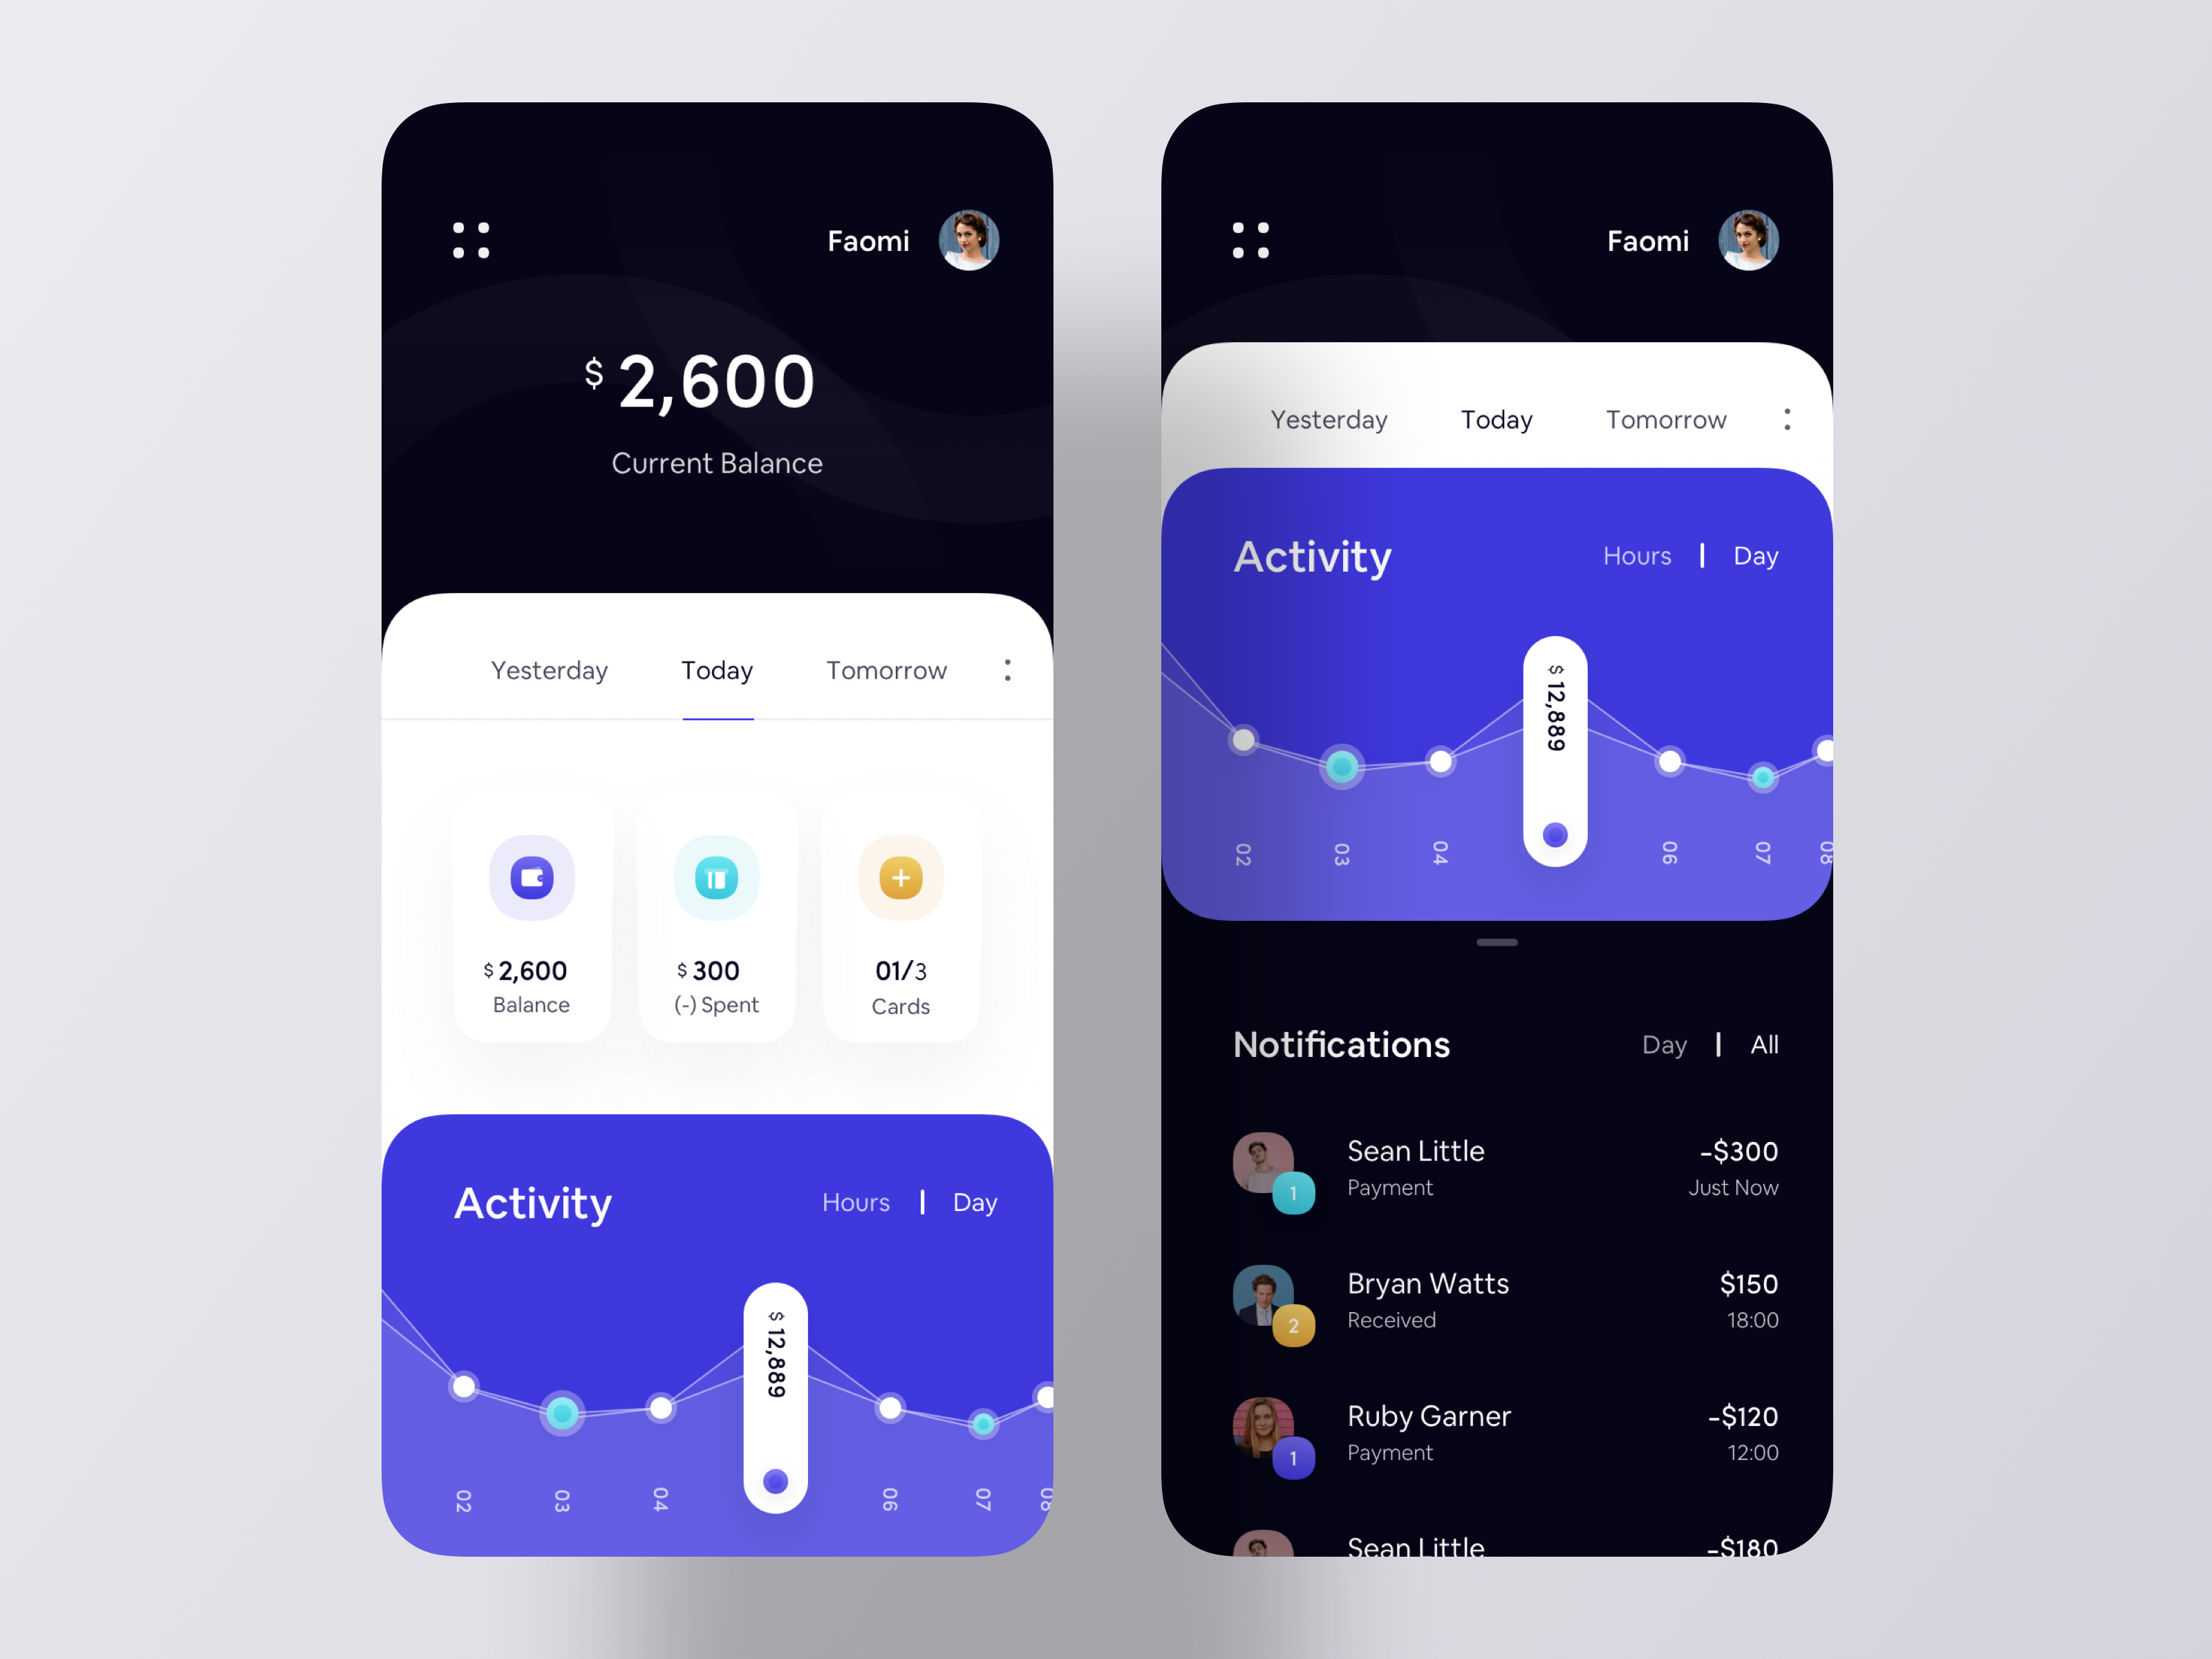 Faomi
$ 2,600
Current Balance
Yesterday Today Tomorrow
$ 2,600
Balance
$ 300
(-) Spent
01/3
Cards
Activity Hours Day
$ 12,889
02 03 04 06 07 08
Faomi
Yesterday Today Tomorrow
Activity Hours Day
$ 12,889
02 03 04 06 07 08
Notifications Day All
Sean Little -$300
1 Payment Just Now
Bryan Watts $150
2 Received 18:00
Ruby Garner -$120
1 Payment 12:00
Sean Little -$180